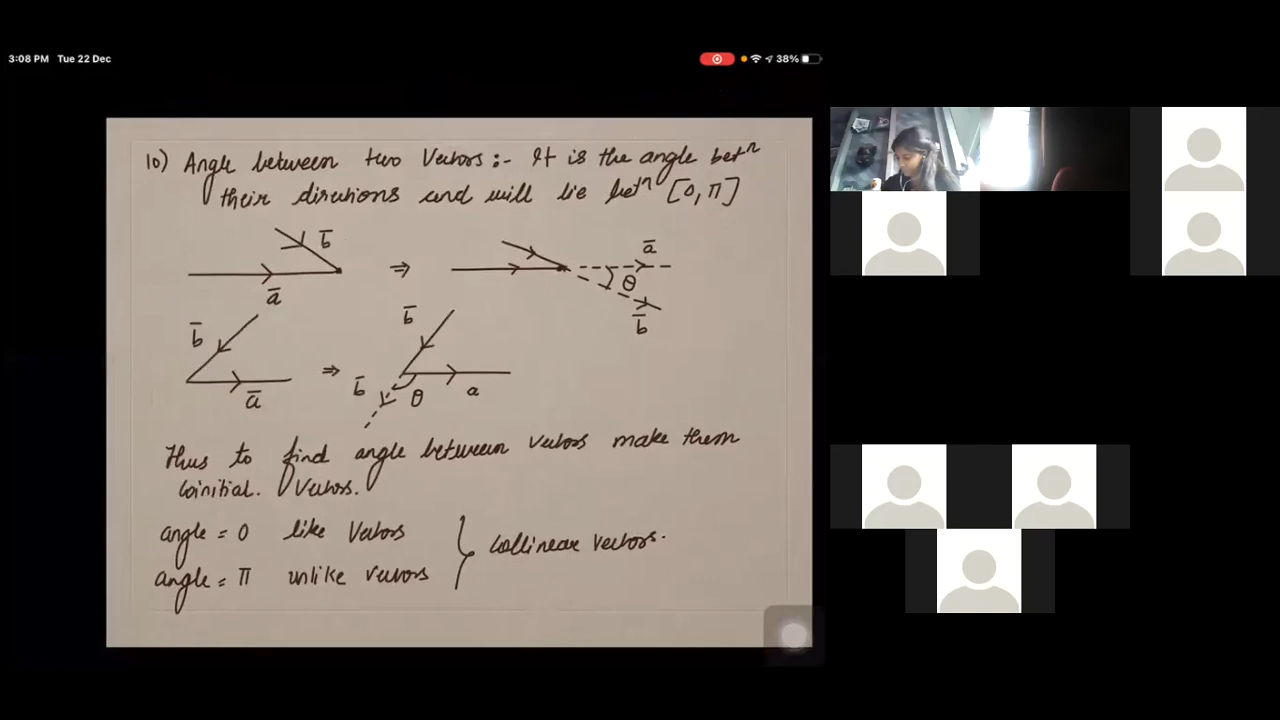 3:08 PM Tue 22 Dec
38%
10) Angle between two Vectors :- It is the angle betⁿ
their directions and will lie betⁿ [0, π]
b̅
a̅
⇒
a̅
θ
b̅
b̅
a̅
⇒
b̅
b̅
θ
a
Thus to find angle between vectors make them
coinitial. Vectors.
angle = 0 like Vectors
angle = π unlike vectors
} collinear vectors.